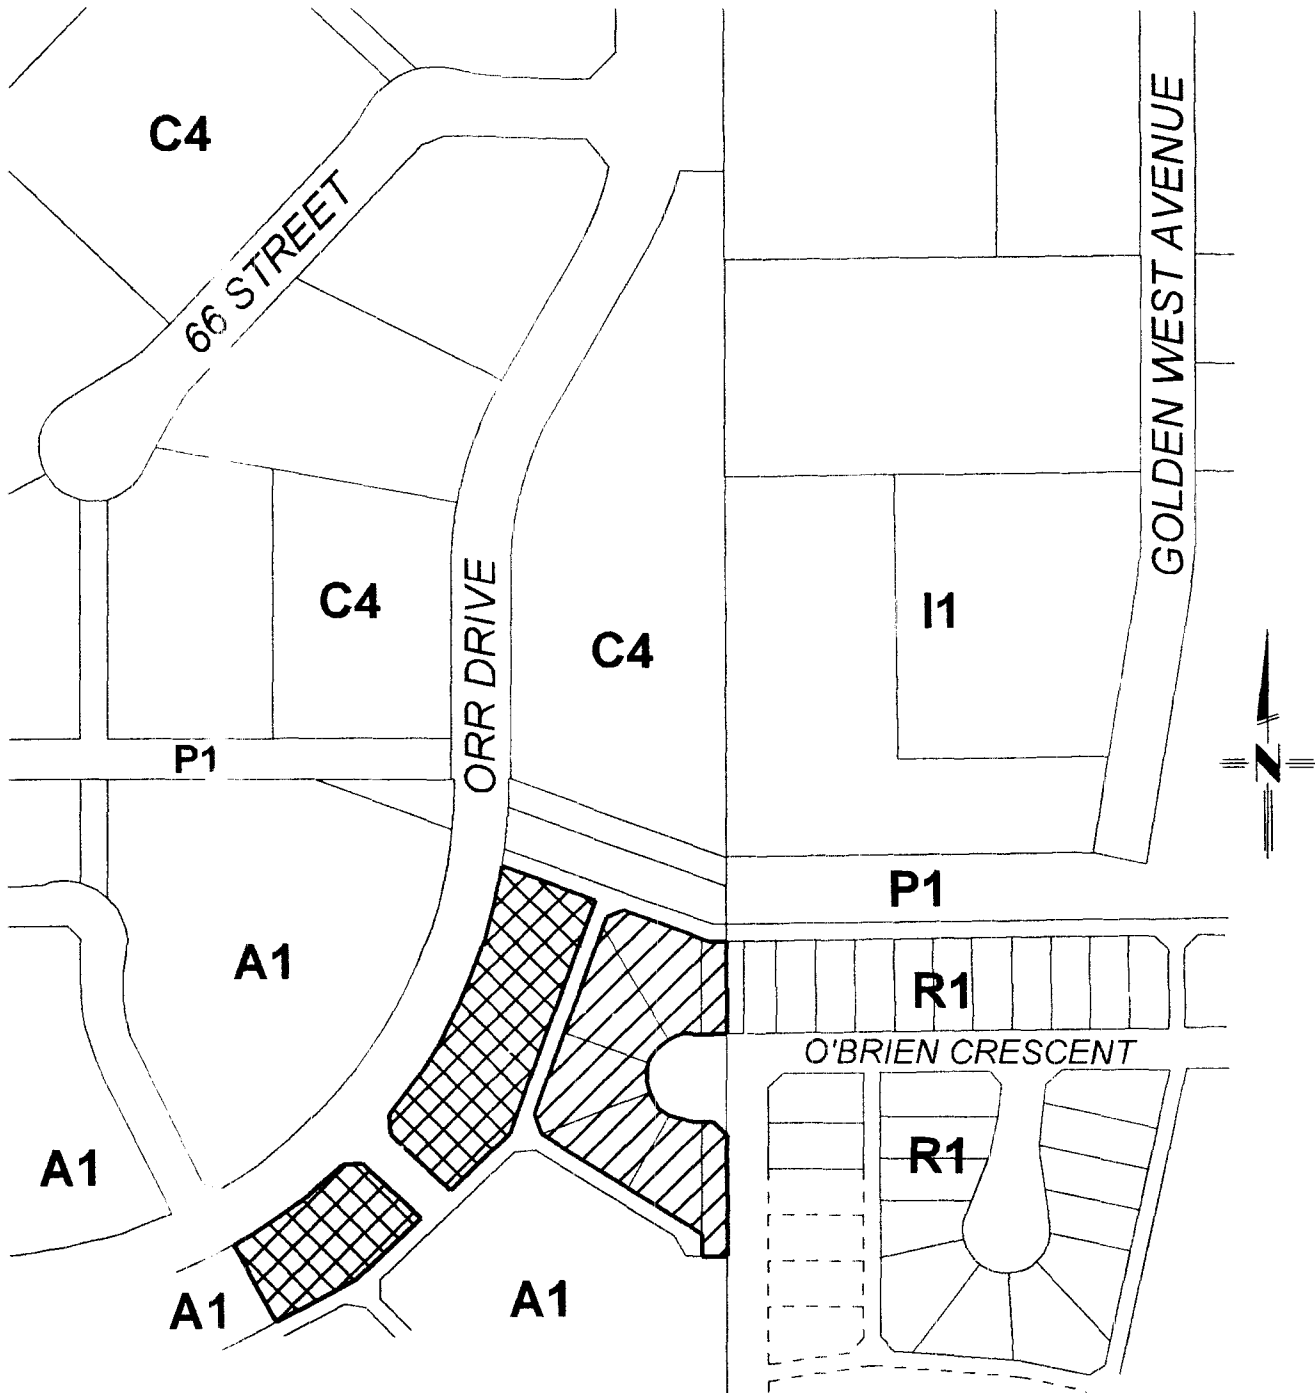 C4
66 STREET
GOLDEN WEST AVENUE
C4
I1
C4
ORR DRIVE
P1
P1
A1
R1
O'BRIEN CRESCENT
A1
R1
A1
A1
N